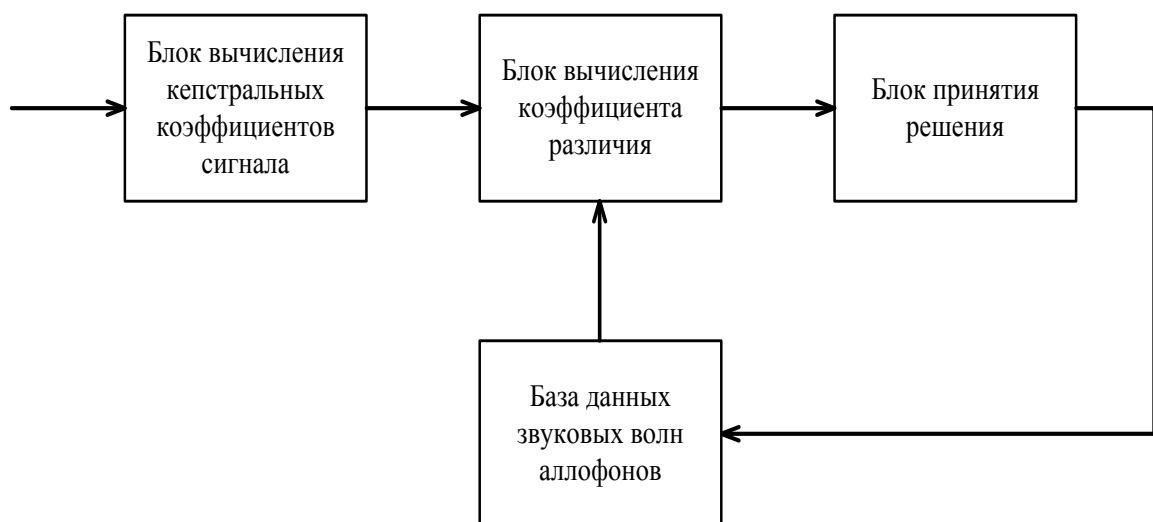 Блок вычисления
кепстральных
коэффициентов
сигнала
Блок вычисления
коэффициента
различия
Блок принятия
решения
База данных
звуковых волн
аллофонов